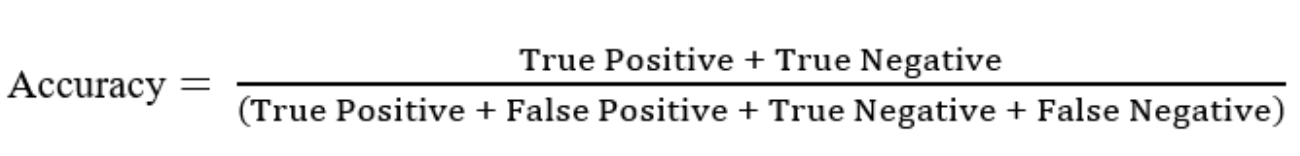 True Positive + True Negative
Accuracy =
(True Positive + False Positive + True Negative + False Negative)